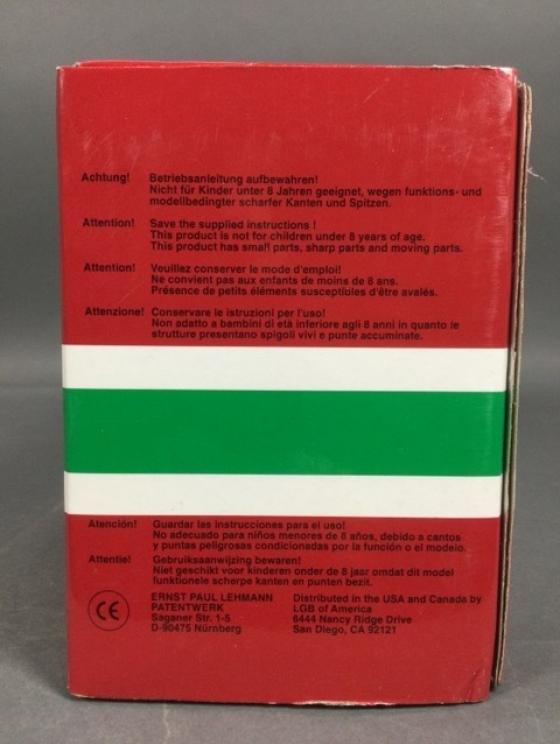 Achtung! Betriebsanleitung aufbewahren!
Nicht für Kinder unter 8 Jahren geeignet, wegen funktions- und
modellbedingter scharfer Kanten und Spitzen.
Attention! Save the supplied instructions !
This product is not for children under 8 years of age.
This product has small parts, sharp parts and moving parts.
Attention! Veuillez conserver le mode d'emploi!
Ne convient pas aux enfants de moins de 8 ans.
Présence de petits éléments susceptibles d'être avalés.
Attenzione! Conservare le istruzioni per l'uso!
Non adatto a bambini di età inferiore agli 8 anni in quanto le
strutture presentano spigoli vivi e punte accuminate.
Atención! Guardar las instrucciones para el uso!
No adecuado para niños menores de 8 años, debido a cantos
y puntas peligrosas condicionadas por la función o el modelo.
Attentie! Gebruiksaanwijzing bewaren!
Niet geschikt voor kinderen onder de 8 jaar omdat dit model
funktionele scherpe kanten en punten bezit.
CE
ERNST PAUL LEHMANN
PATENTWERK
Saganer Str. 1-5
D-90475 Nürnberg
Distributed in the USA and Canada by
LGB of America
6444 Nancy Ridge Drive
San Diego, CA 92121